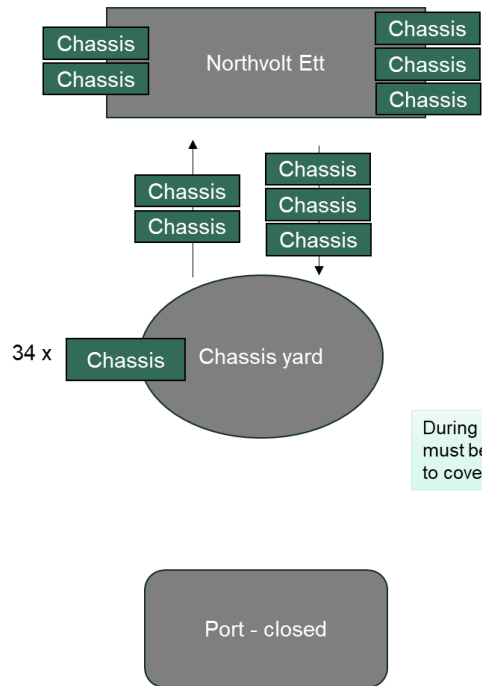 Chassis
Chassis
Northvolt Ett
Chassis
Chassis
Chassis
Chassis
Chassis
Chassis
Chassis
Chassis
34 x
Chassis
Chassis yard
During
must be
to cove
Port - closed